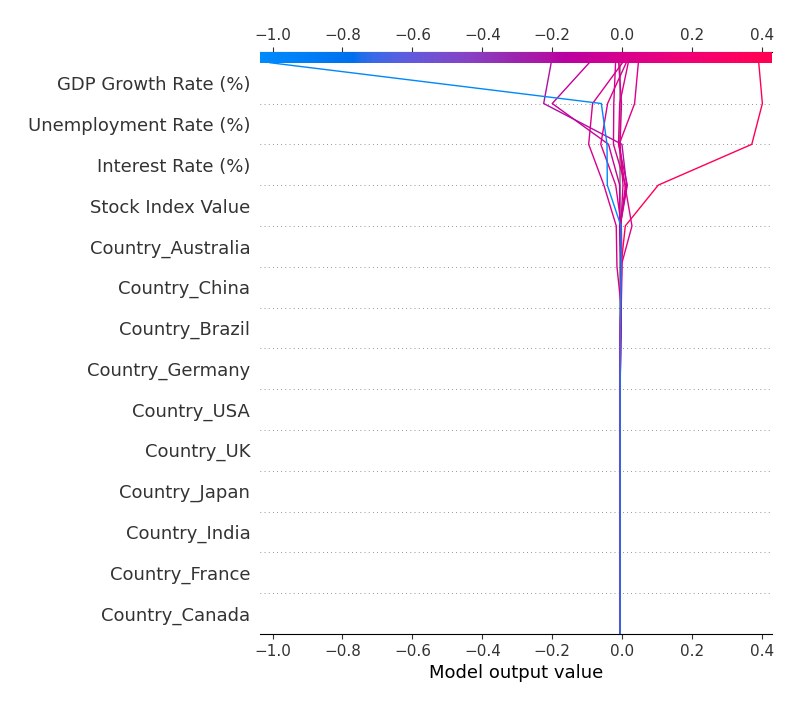 −1.0 −0.8 −0.6 −0.4 −0.2 0.0 0.2 0.4
GDP Growth Rate (%)
Unemployment Rate (%)
Interest Rate (%)
Stock Index Value
Country_Australia
Country_China
Country_Brazil
Country_Germany
Country_USA
Country_UK
Country_Japan
Country_India
Country_France
Country_Canada
−1.0 −0.8 −0.6 −0.4 −0.2 0.0 0.2 0.4
Model output value